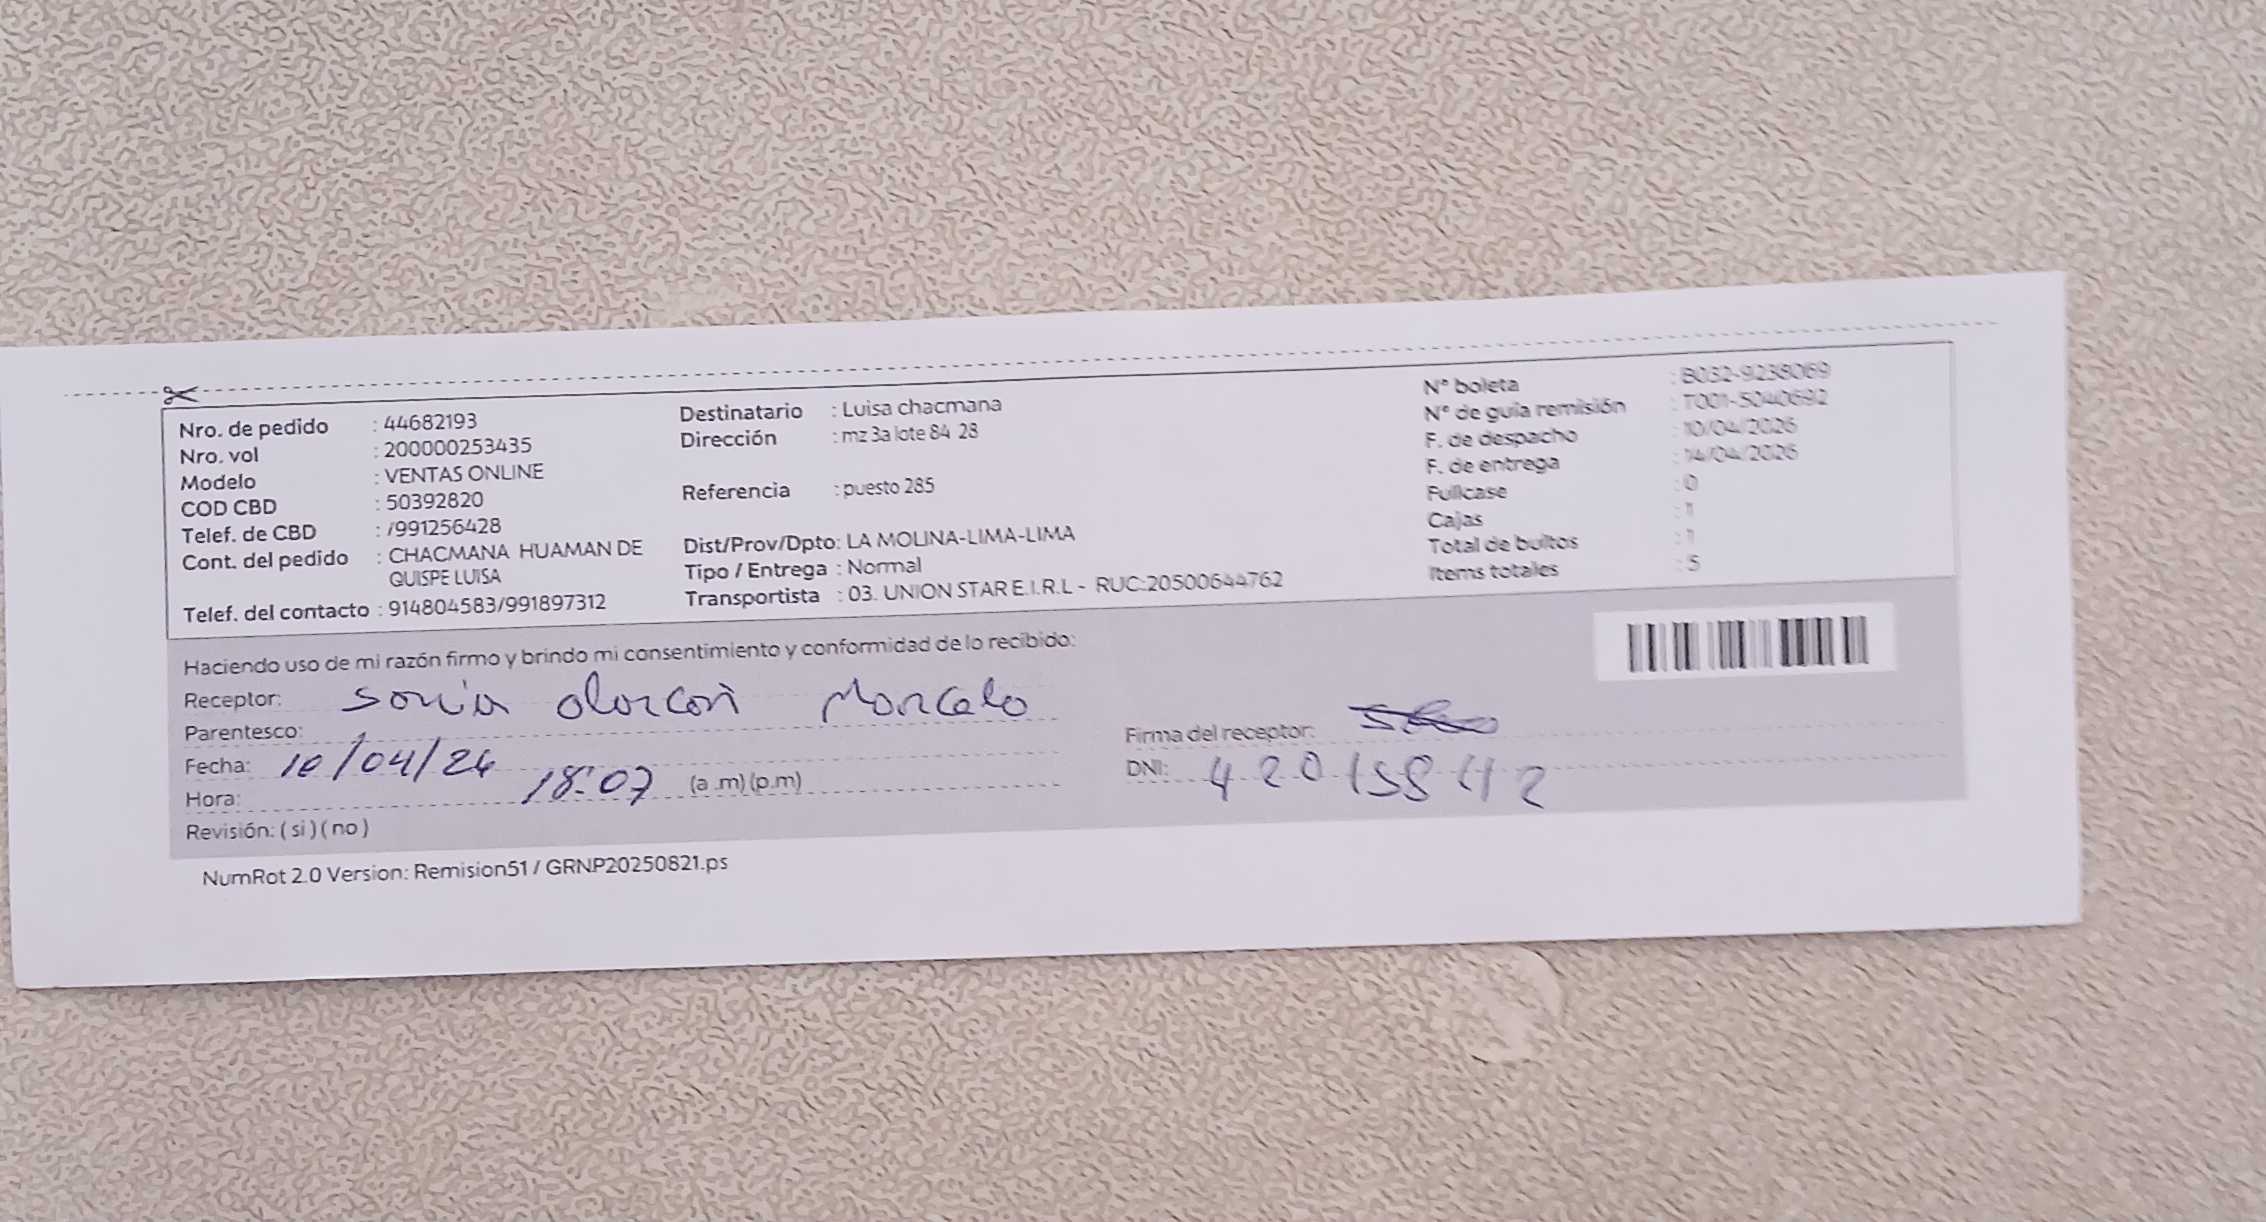 Nro. de pedido : 44682193
Nro. vol : 200000253435
Modelo : VENTAS ONLINE
COD CBD : 50392820
Telef. de CBD : /991256428
Cont. del pedido : CHACMANA HUAMAN DE
QUISPE LUISA
Telef. del contacto : 914804583/991897312
Destinatario : Luisa chacmana
Dirección : mz 3a lote 84 28
Referencia : puesto 285
Dist/Prov/Dpto: LA MOLINA-LIMA-LIMA
Tipo / Entrega : Normal
Transportista : 03. UNION STAR E.I.R.L - RUC:20500644762
N° boleta : B032-9238069
N° de guía remisión : T001-5040692
F. de despacho : 10/04/2026
F. de entrega : 14/04/2026
Fullcase : 0
Cajas : 1
Total de bultos : 1
Items totales : 5
Haciendo uso de mi razón firmo y brindo mi consentimiento y conformidad de lo recibido:
Receptor: Sonia Alarcon Marcelo
Parentesco:
Fecha: 10/04/26
Hora: 18:07 (a .m) (p.m)
Revisión: ( si ) ( no )
Firma del receptor:
DNI: 42015842
NumRot 2.0 Version: Remision51 / GRNP20250821.ps